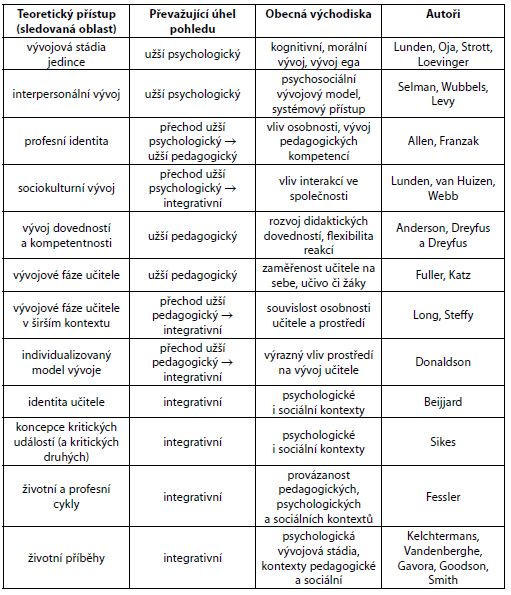 Teoretický přístup (sledovaná oblast) | Převažující úhel pohledu | Obecná východiska | Autoři
vývojová stádia jedince | užší psychologický | kognitivní, morální vývoj, vývoj ega | Lunden, Oja, Strott, Loevinger
interpersonální vývoj | užší psychologický | psychosociální vývojový model, systémový přístup | Selman, Wubbels, Levy
profesní identita | přechod užší psychologický → užší pedagogický | vliv osobnosti, vývoj pedagogických kompetencí | Allen, Franzak
sociokulturní vývoj | přechod užší psychologický → integrativní | vliv interakcí ve společnosti | Lunden, van Huizen, Webb
vývoj dovedností a kompetentnosti | užší pedagogický | rozvoj didaktických dovedností, flexibilita reakcí | Anderson, Dreyfus a Dreyfus
vývojové fáze učitele | užší pedagogický | zaměřenost učitele na sebe, učivo či žáky | Fuller, Katz
vývojové fáze učitele v širším kontextu | přechod užší pedagogický → integrativní | souvislost osobnosti učitele a prostředí | Long, Steffy
individualizovaný model vývoje | přechod užší pedagogický → integrativní | výrazný vliv prostředí na vývoj učitele | Donaldson
identita učitele | integrativní | psychologické i sociální kontexty | Beijjard
koncepce kritických událostí (a kritických druhých) | integrativní | psychologické i sociální kontexty | Sikes
životní a profesní cykly | integrativní | provázanost pedagogických, psychologických a sociálních kontextů | Fessler
životní příběhy | integrativní | psychologická vývojová stádia, kontexty pedagogické a sociální | Kelchtermans, Vandenberghe, Gavora, Goodson, Smith